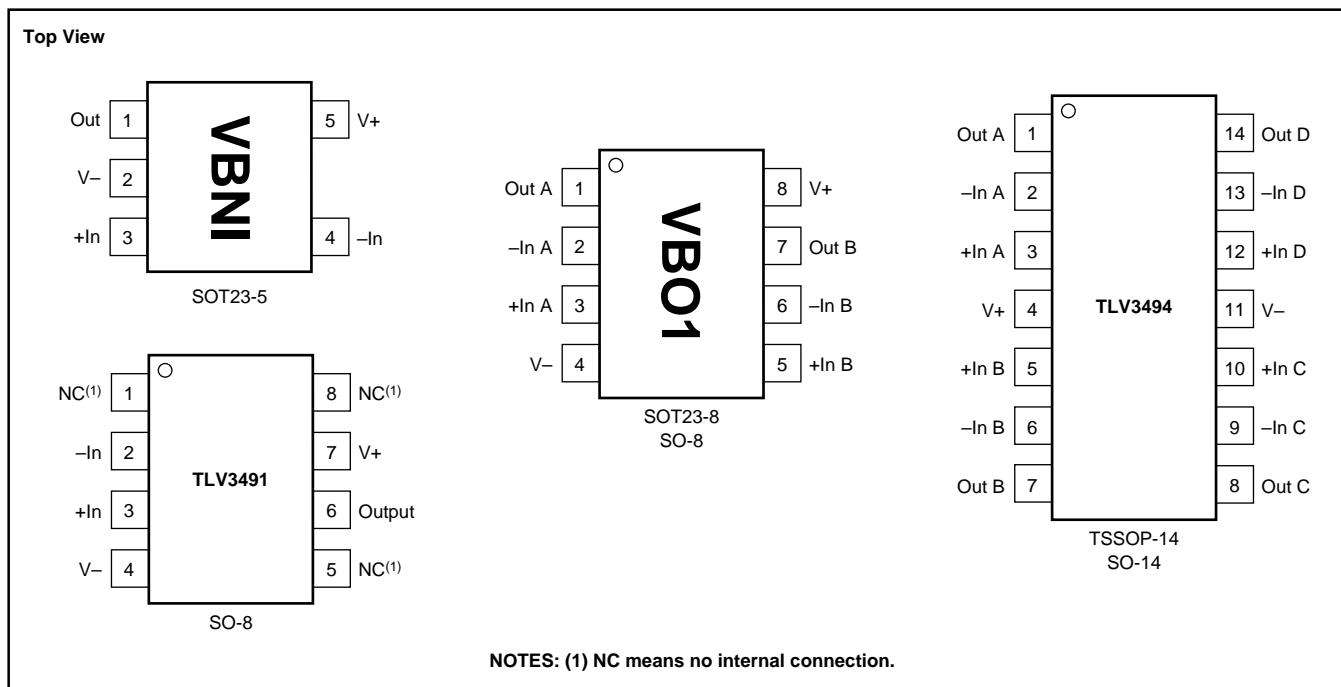 Top View
Out 1 5 V+
V– 2
+In 3 4 –In
VBNI
SOT23-5
NC(1) 1 8 NC(1)
–In 2 7 V+
TLV3491
+In 3 6 Output
V– 4 5 NC(1)
SO-8
Out A 1 8 V+
–In A 2 7 Out B
+In A 3 6 –In B
V– 4 5 +In B
VBO1
SOT23-8
SO-8
Out A 1 14 Out D
–In A 2 13 –In D
+In A 3 12 +In D
V+ 4 TLV3494 11 V–
+In B 5 10 +In C
–In B 6 9 –In C
Out B 7 8 Out C
TSSOP-14
SO-14
NOTES: (1) NC means no internal connection.